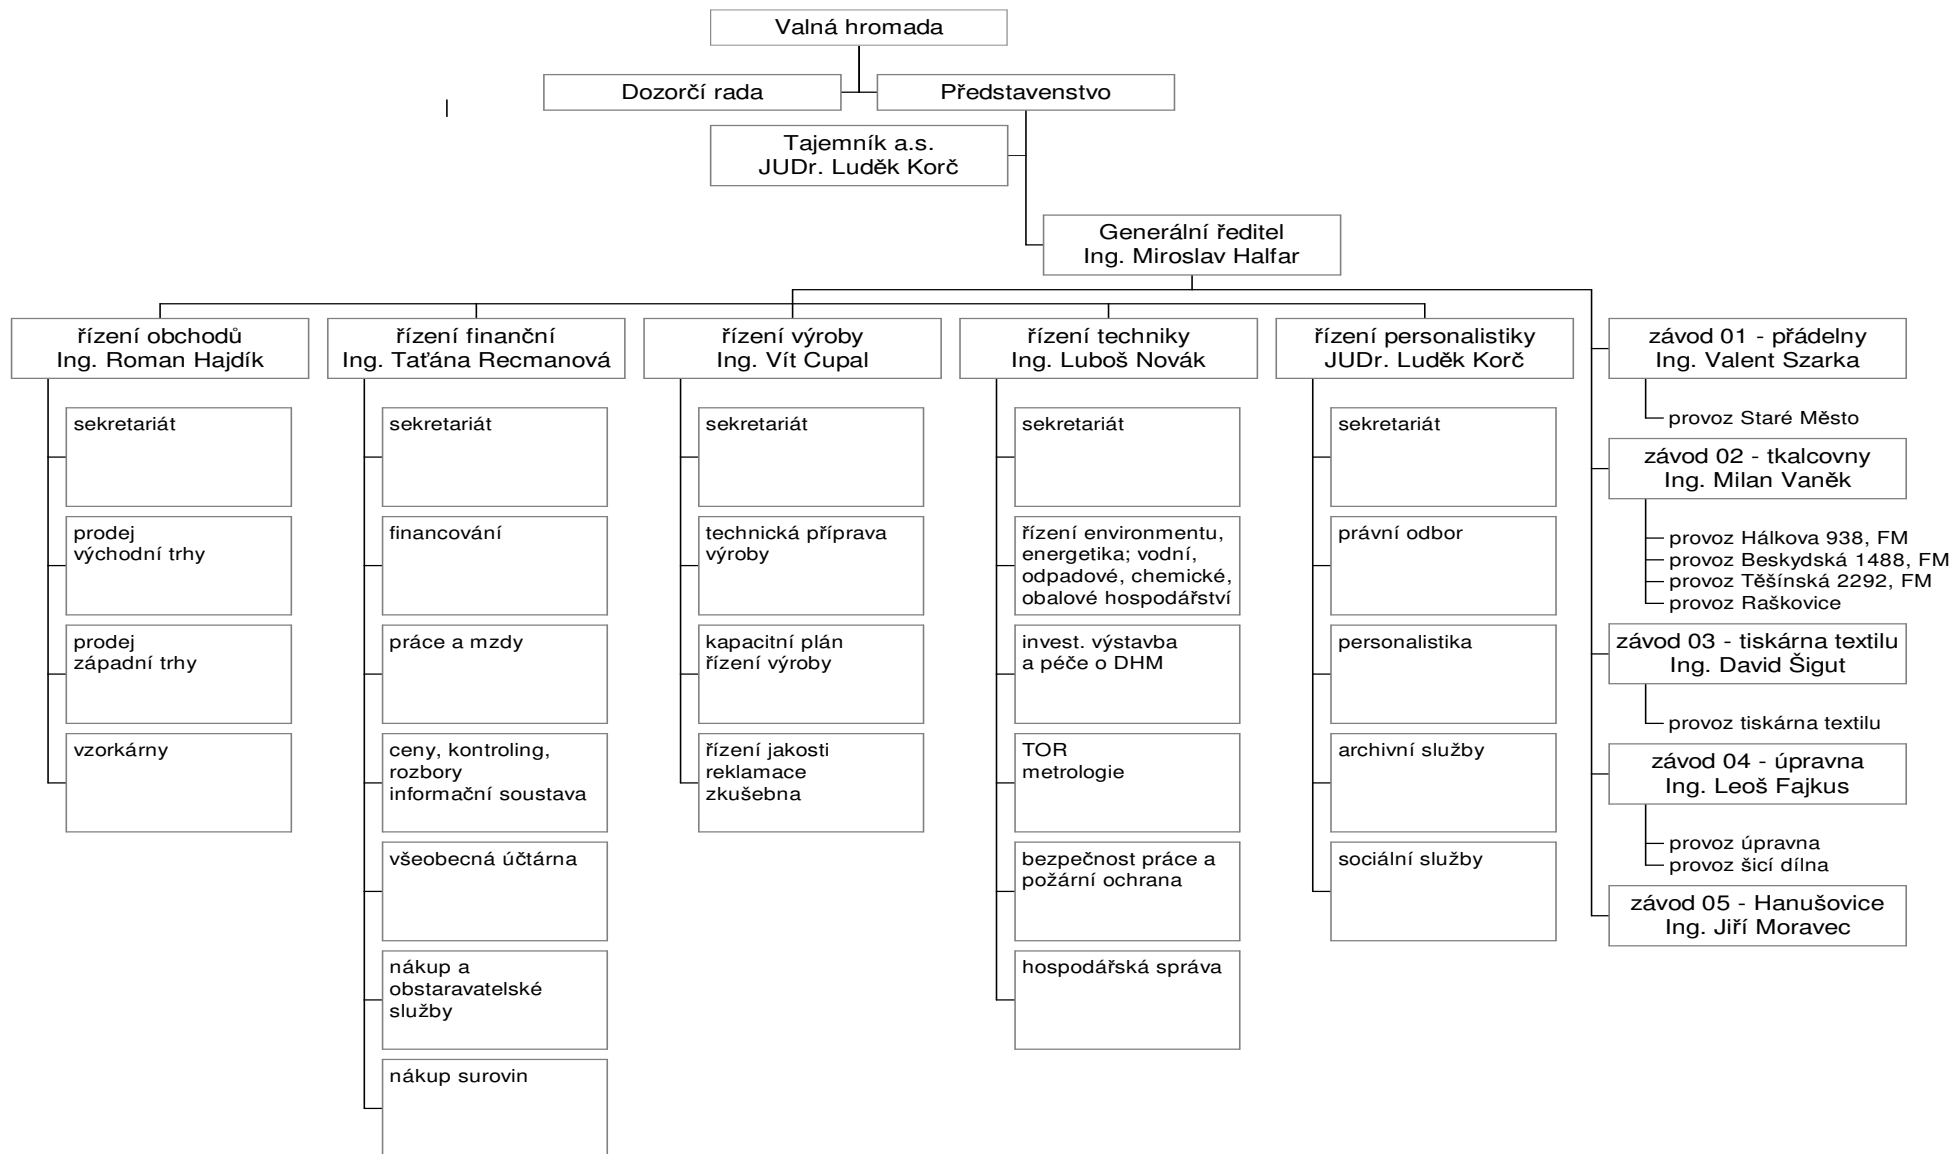 Valná hromada
Dozorčí rada
Představenstvo
Tajemník a.s.
JUDr. Luděk Korč
Generální ředitel
Ing. Miroslav Halfar
řízení obchodů
Ing. Roman Hajdík
sekretariát
prodej
východní trhy
prodej
západní trhy
vzorkárny
řízení finanční
Ing. Taťána Recmanová
sekretariát
financování
práce a mzdy
ceny, kontroling,
rozbory
informační soustava
všeobecná účtárna
nákup a
obstaravatelské
služby
nákup surovin
řízení výroby
Ing. Vít Cupal
sekretariát
technická příprava
výroby
kapacitní plán
řízení výroby
řízení jakosti
reklamace
zkušebna
řízení techniky
Ing. Luboš Novák
sekretariát
řízení environmentu,
energetika; vodní,
odpadové, chemické,
obalové hospodářství
invest. výstavba
a péče o DHM
TOR
metrologie
bezpečnost práce a
požární ochrana
hospodářská správa
řízení personalistiky
JUDr. Luděk Korč
sekretariát
právní odbor
personalistika
archivní služby
sociální služby
závod 01 - přádelny
Ing. Valent Szarka
provoz Staré Město
závod 02 - tkalcovny
Ing. Milan Vaněk
provoz Hálkova 938, FM
provoz Beskydská 1488, FM
provoz Těšínská 2292, FM
provoz Raškovice
závod 03 - tiskárna textilu
Ing. David Šigut
provoz tiskárna textilu
závod 04 - úpravna
Ing. Leoš Fajkus
provoz úpravna
provoz šicí dílna
závod 05 - Hanušovice
Ing. Jiří Moravec